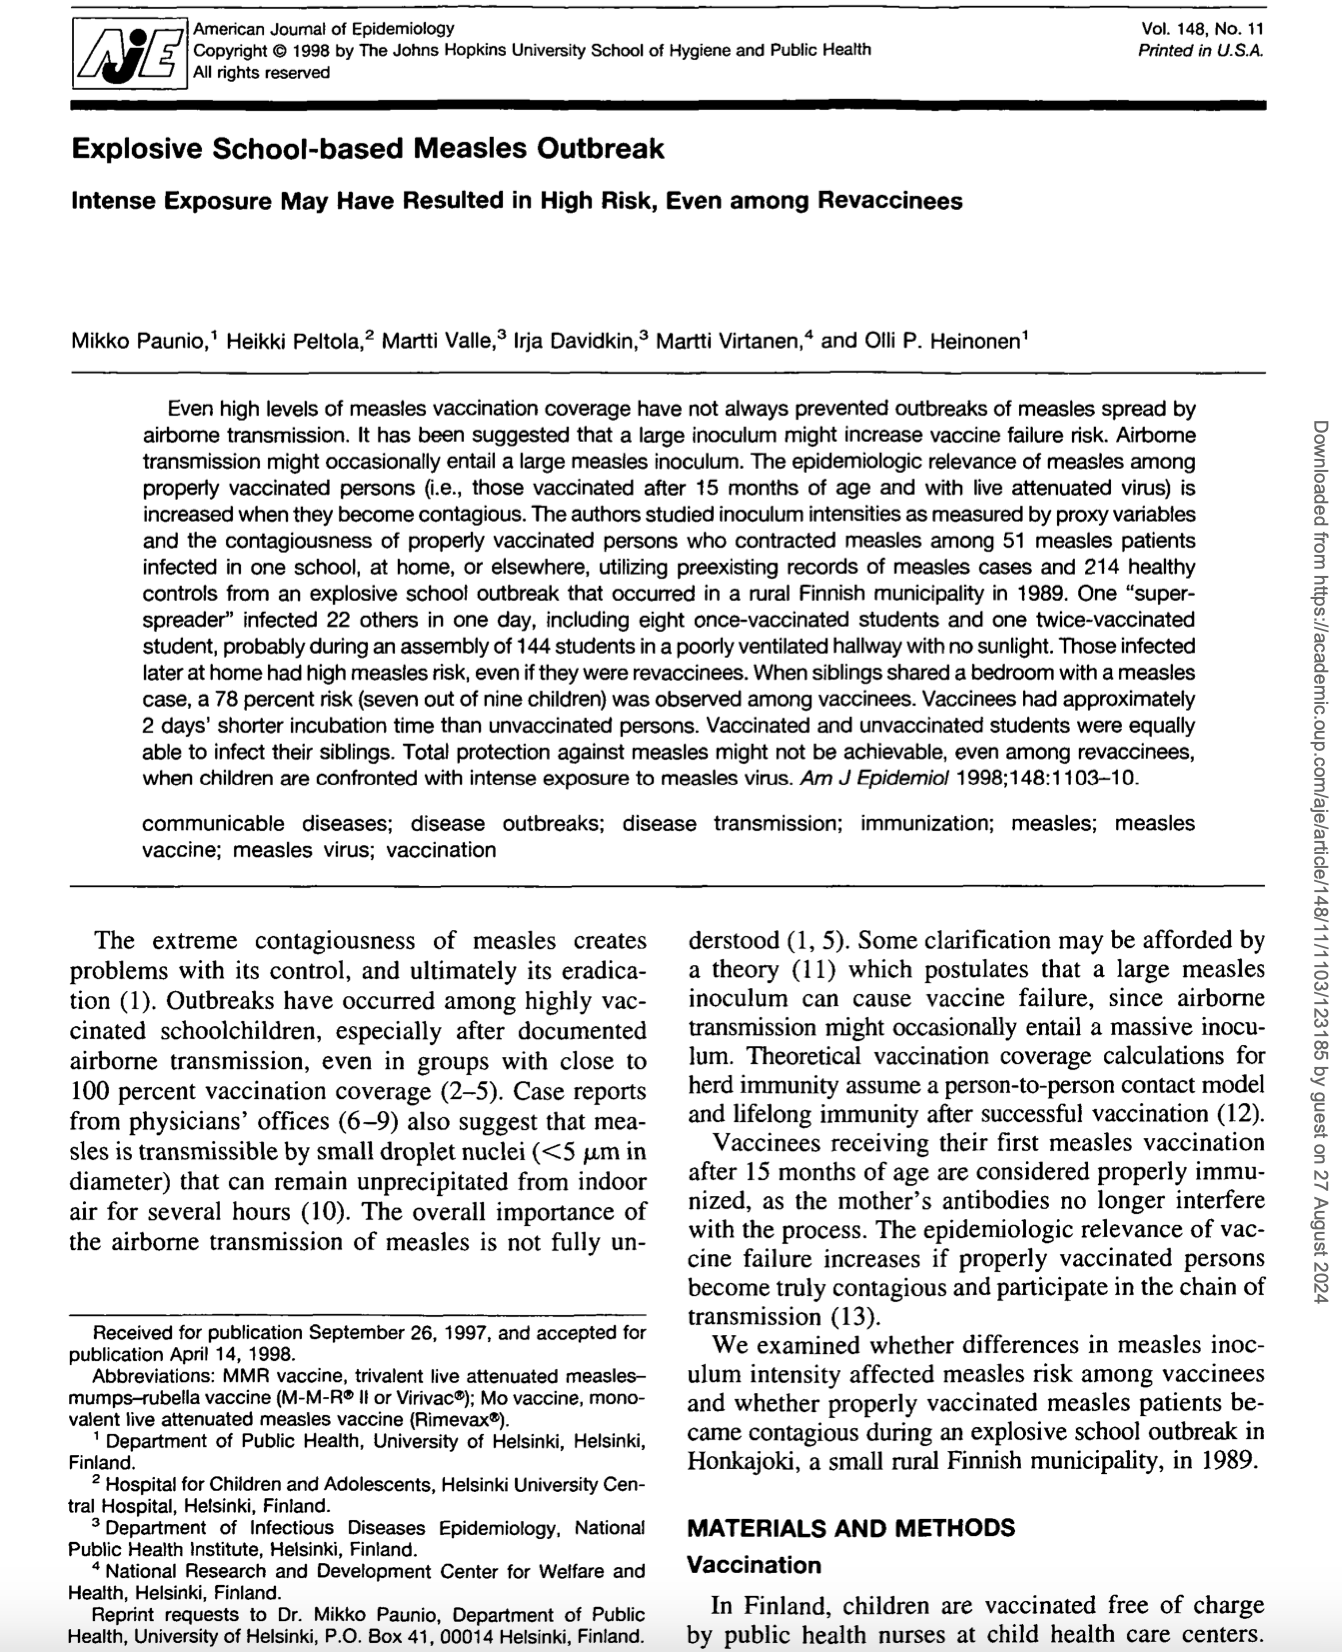 AJE
American Journal of Epidemiology
Copyright © 1998 by The Johns Hopkins University School of Hygiene and Public Health
All rights reserved
Vol. 148, No. 11
Printed in U.S.A.
Explosive School-based Measles Outbreak
Intense Exposure May Have Resulted in High Risk, Even among Revaccinees
Mikko Paunio,¹ Heikki Peltola,² Martti Valle,³ Irja Davidkin,³ Martti Virtanen,⁴ and Olli P. Heinonen¹
Even high levels of measles vaccination coverage have not always prevented outbreaks of measles spread by
airborne transmission. It has been suggested that a large inoculum might increase vaccine failure risk. Airborne
transmission might occasionally entail a large measles inoculum. The epidemiologic relevance of measles among
properly vaccinated persons (i.e., those vaccinated after 15 months of age and with live attenuated virus) is
increased when they become contagious. The authors studied inoculum intensities as measured by proxy variables
and the contagiousness of properly vaccinated persons who contracted measles among 51 measles patients
infected in one school, at home, or elsewhere, utilizing preexisting records of measles cases and 214 healthy
controls from an explosive school outbreak that occurred in a rural Finnish municipality in 1989. One “super-
spreader” infected 22 others in one day, including eight once-vaccinated students and one twice-vaccinated
student, probably during an assembly of 144 students in a poorly ventilated hallway with no sunlight. Those infected
later at home had high measles risk, even if they were revaccinees. When siblings shared a bedroom with a measles
case, a 78 percent risk (seven out of nine children) was observed among vaccinees. Vaccinees had approximately
2 days’ shorter incubation time than unvaccinated persons. Vaccinated and unvaccinated students were equally
able to infect their siblings. Total protection against measles might not be achievable, even among revaccinees,
when children are confronted with intense exposure to measles virus. Am J Epidemiol 1998;148:1103–10.
communicable diseases; disease outbreaks; disease transmission; immunization; measles; measles
vaccine; measles virus; vaccination
The extreme contagiousness of measles creates
problems with its control, and ultimately its eradica-
tion (1). Outbreaks have occurred among highly vac-
cinated schoolchildren, especially after documented
airborne transmission, even in groups with close to
100 percent vaccination coverage (2–5). Case reports
from physicians’ offices (6–9) also suggest that mea-
sles is transmissible by small droplet nuclei (<5 μm in
diameter) that can remain unprecipitated from indoor
air for several hours (10). The overall importance of
the airborne transmission of measles is not fully un-
Received for publication September 26, 1997, and accepted for
publication April 14, 1998.
Abbreviations: MMR vaccine, trivalent live attenuated measles–
mumps–rubella vaccine (M-M-R® II or Virivac®); Mo vaccine, mono-
valent live attenuated measles vaccine (Rimevax®).
¹ Department of Public Health, University of Helsinki, Helsinki,
Finland.
² Hospital for Children and Adolescents, Helsinki University Cen-
tral Hospital, Helsinki, Finland.
³ Department of Infectious Diseases Epidemiology, National
Public Health Institute, Helsinki, Finland.
⁴ National Research and Development Center for Welfare and
Health, Helsinki, Finland.
Reprint requests to Dr. Mikko Paunio, Department of Public
Health, University of Helsinki, P.O. Box 41, 00014 Helsinki, Finland.
derstood (1, 5). Some clarification may be afforded by
a theory (11) which postulates that a large measles
inoculum can cause vaccine failure, since airborne
transmission might occasionally entail a massive inocu-
lum. Theoretical vaccination coverage calculations for
herd immunity assume a person-to-person contact model
and lifelong immunity after successful vaccination (12).
Vaccinees receiving their first measles vaccination
after 15 months of age are considered properly immu-
nized, as the mother’s antibodies no longer interfere
with the process. The epidemiologic relevance of vac-
cine failure increases if properly vaccinated persons
become truly contagious and participate in the chain of
transmission (13).
We examined whether differences in measles inoc-
ulum intensity affected measles risk among vaccinees
and whether properly vaccinated measles patients be-
came contagious during an explosive school outbreak in
Honkajoki, a small rural Finnish municipality, in 1989.
MATERIALS AND METHODS
Vaccination
In Finland, children are vaccinated free of charge
by public health nurses at child health care centers.
Downloaded from https://academic.oup.com/aje/article/148/11/1103/123185 by guest on 27 August 2024